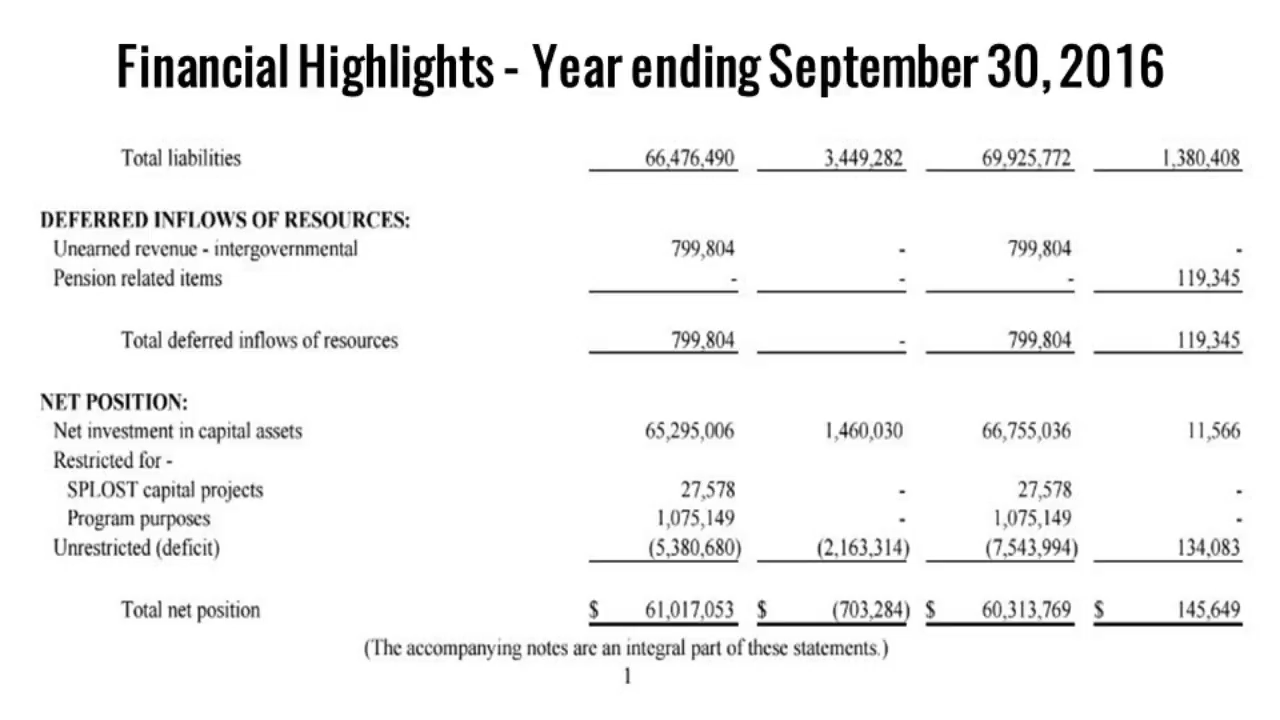 Financial Highlights - Year ending September 30, 2016
Total liabilities 66,476,490 3,449,282 69,925,772 1,380,408
DEFERRED INFLOWS OF RESOURCES:
Unearned revenue - intergovernmental 799,804 - 799,804 -
Pension related items - - - 119,345
Total deferred inflows of resources 799,804 - 799,804 119,345
NET POSITION:
Net investment in capital assets 65,295,006 1,460,030 66,755,036 11,566
Restricted for -
SPLOST capital projects 27,578 - 27,578 -
Program purposes 1,075,149 - 1,075,149 -
Unrestricted (deficit) (5,380,680) (2,163,314) (7,543,994) 134,083
Total net position $ 61,017,053 $ (703,284) $ 60,313,769 $ 145,649
(The accompanying notes are an integral part of these statements.)
1